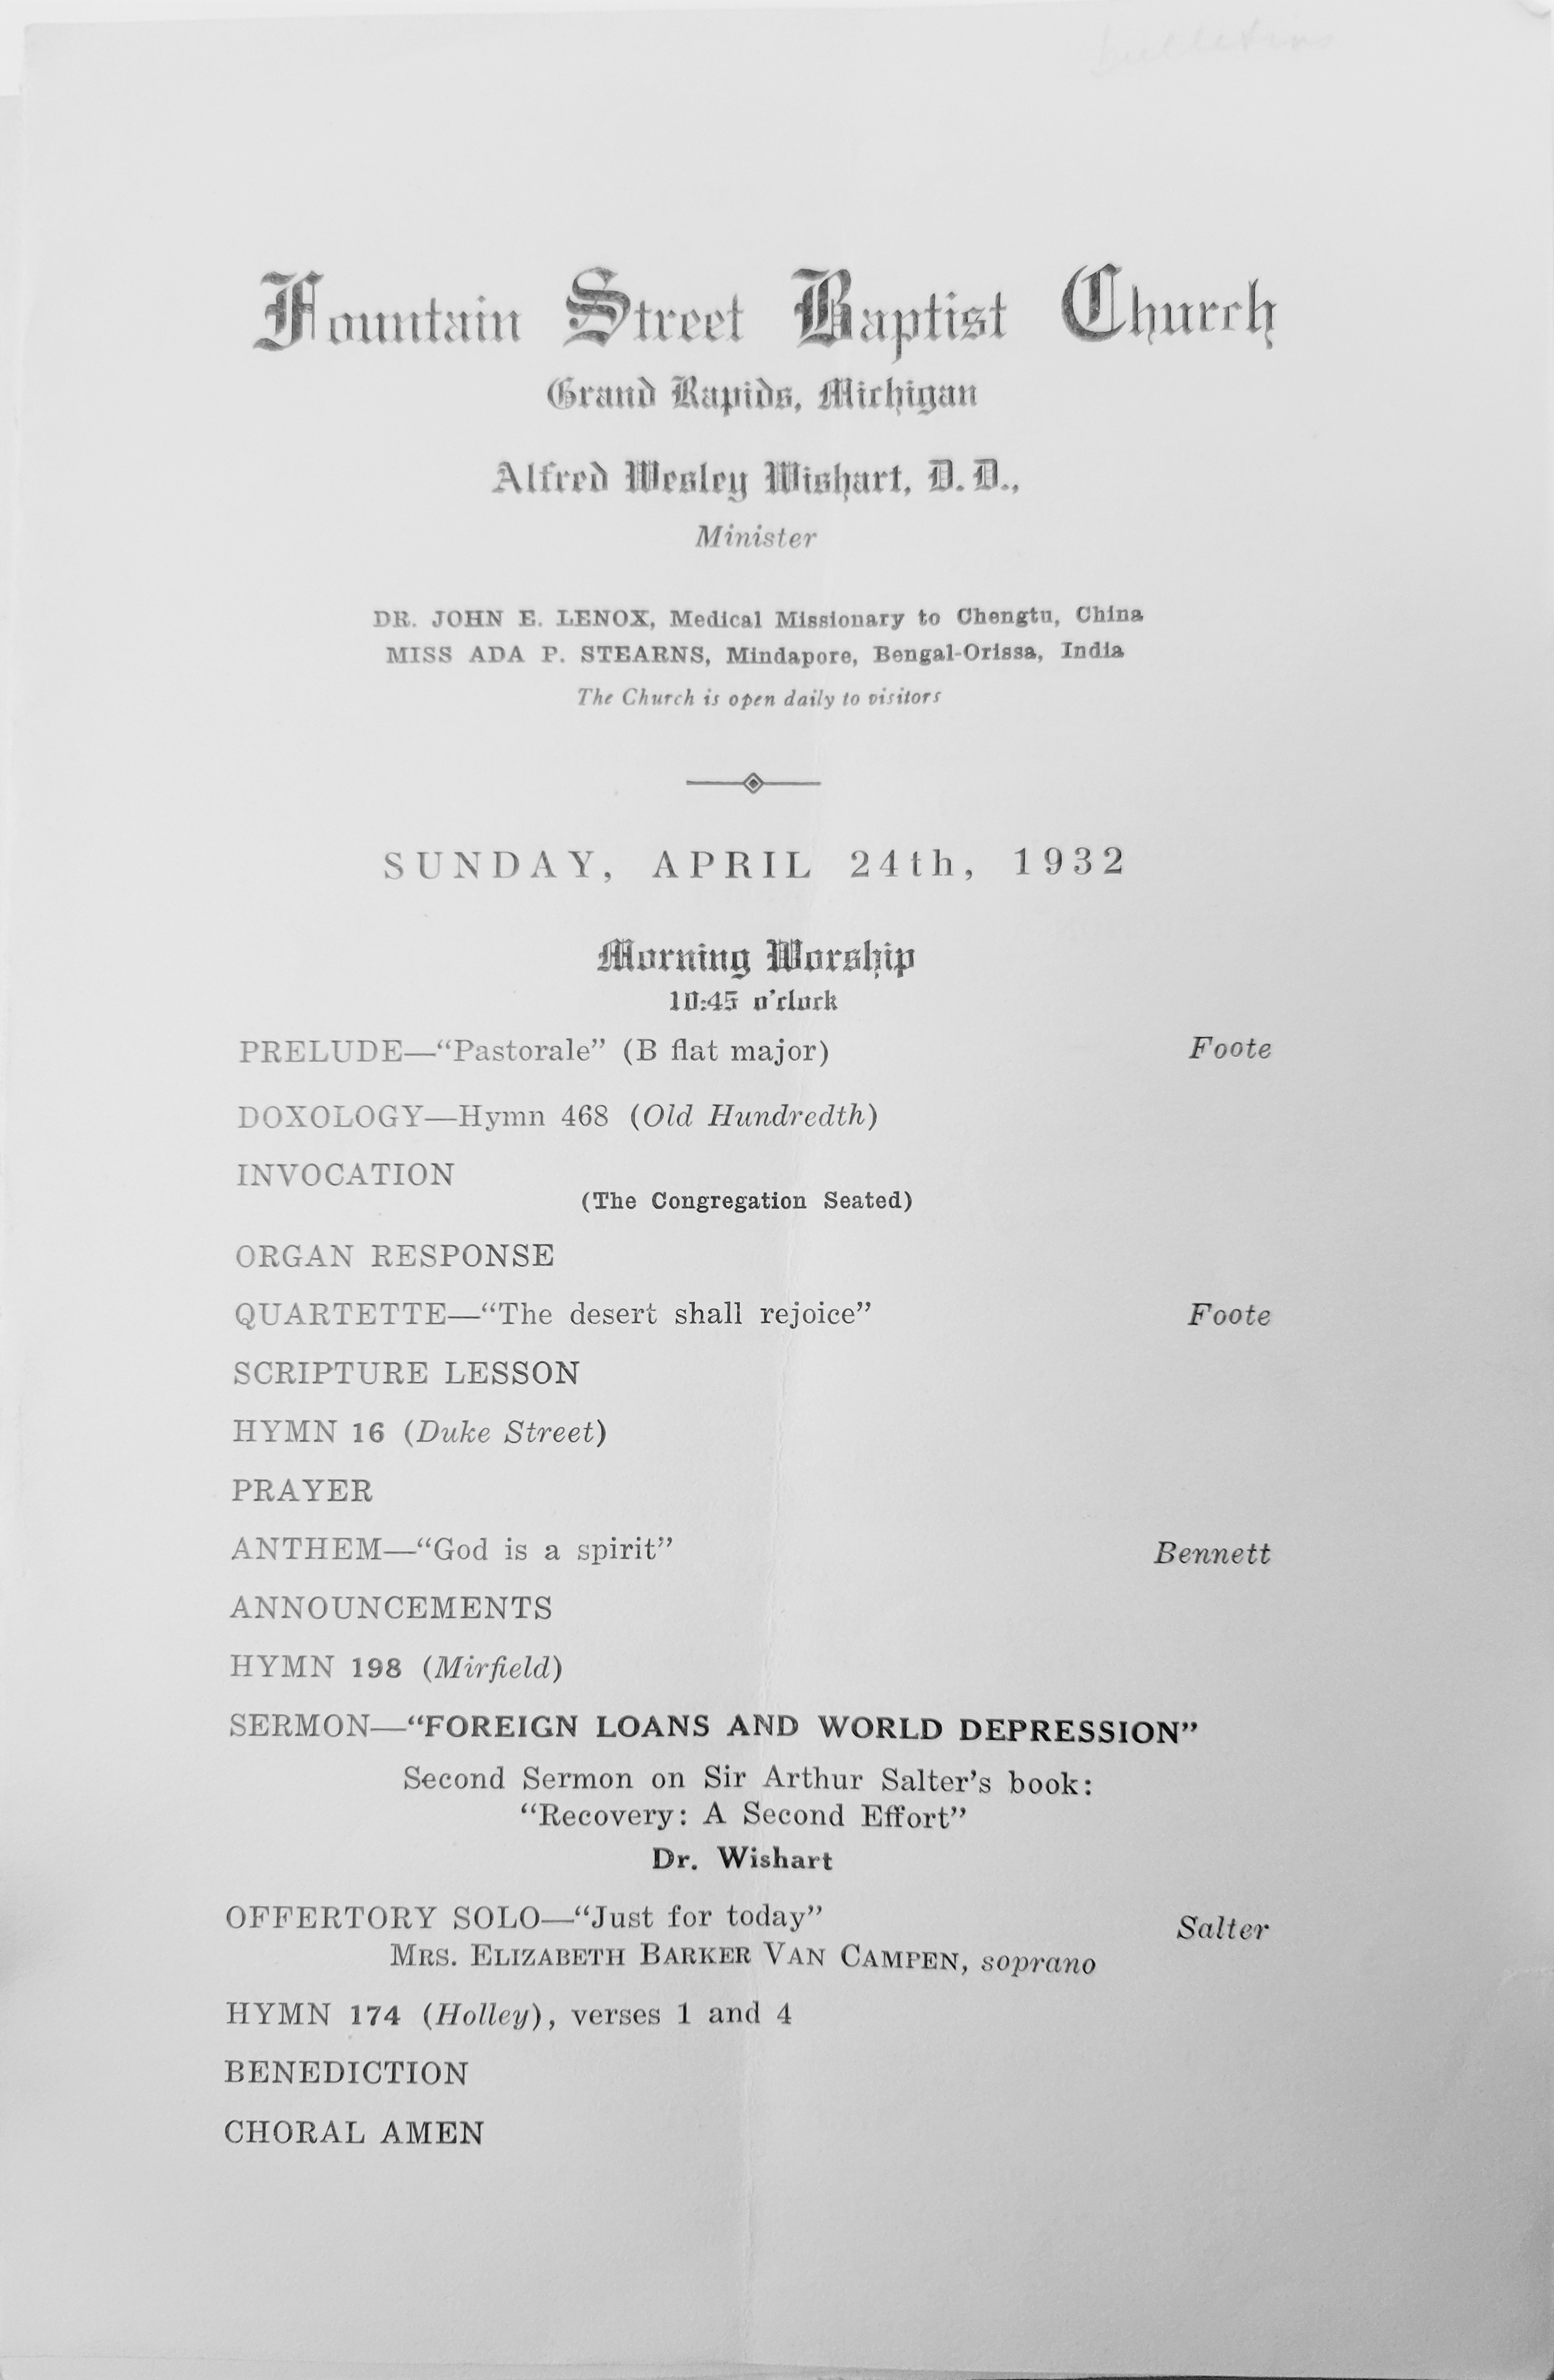 bulletins
Fountain Street Baptist Church
Grand Rapids, Michigan
Alfred Wesley Wishart, D. D.,
Minister
DR. JOHN E. LENOX, Medical Missionary to Chengtu, China
MISS ADA P. STEARNS, Mindapore, Bengal-Orissa, India
The Church is open daily to visitors
SUNDAY, APRIL 24th, 1932
Morning Worship
10:45 o'clock
PRELUDE—“Pastorale” (B flat major) Foote
DOXOLOGY—Hymn 468 (Old Hundredth)
INVOCATION
(The Congregation Seated)
ORGAN RESPONSE
QUARTETTE—“The desert shall rejoice” Foote
SCRIPTURE LESSON
HYMN 16 (Duke Street)
PRAYER
ANTHEM—“God is a spirit” Bennett
ANNOUNCEMENTS
HYMN 198 (Mirfield)
SERMON—“FOREIGN LOANS AND WORLD DEPRESSION”
Second Sermon on Sir Arthur Salter’s book:
“Recovery: A Second Effort”
Dr. Wishart
OFFERTORY SOLO—“Just for today” Salter
MRS. ELIZABETH BARKER VAN CAMPEN, soprano
HYMN 174 (Holley), verses 1 and 4
BENEDICTION
CHORAL AMEN